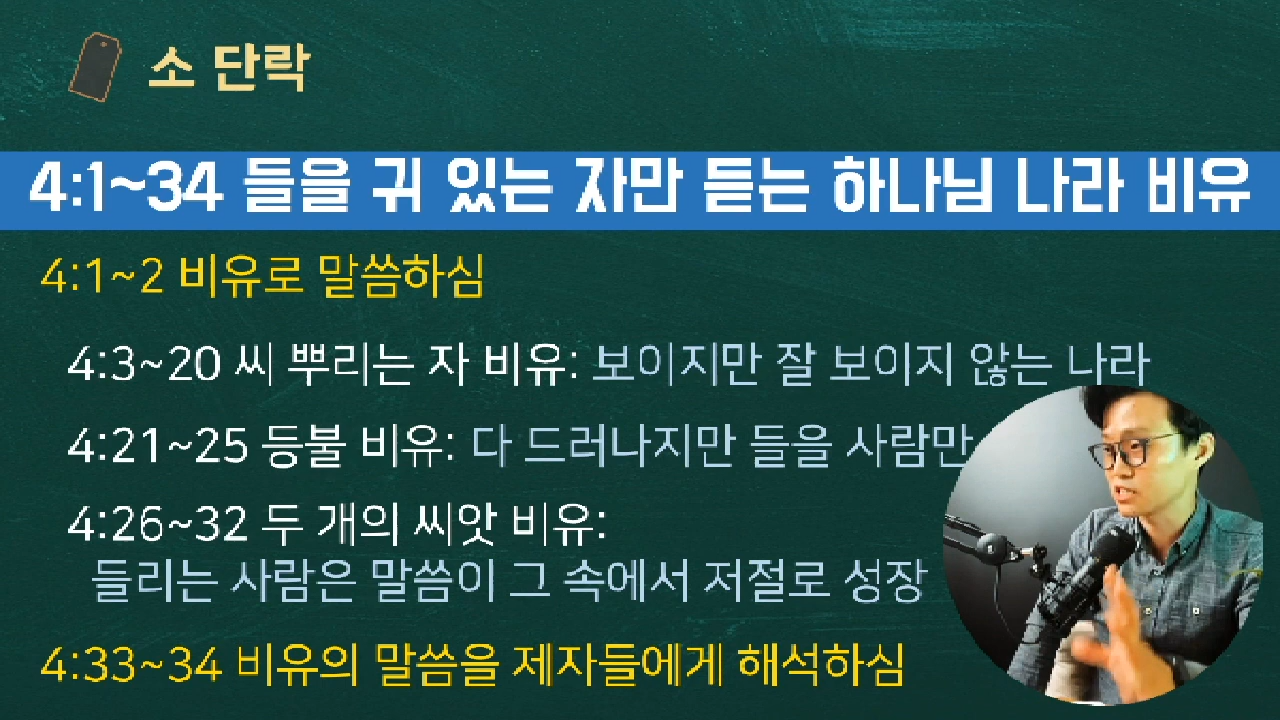 소 단락
4:1~34 들을 귀 있는 자만 듣는 하나님 나라 비유
4:1~2 비유로 말씀하심
4:3~20 씨 뿌리는 자 비유: 보이지만 잘 보이지 않는 나라
4:21~25 등불 비유: 다 드러나지만 들을 사람만
4:26~32 두 개의 씨앗 비유:
들리는 사람은 말씀이 그 속에서 저절로 성장
4:33~34 비유의 말씀을 제자들에게 해석하심